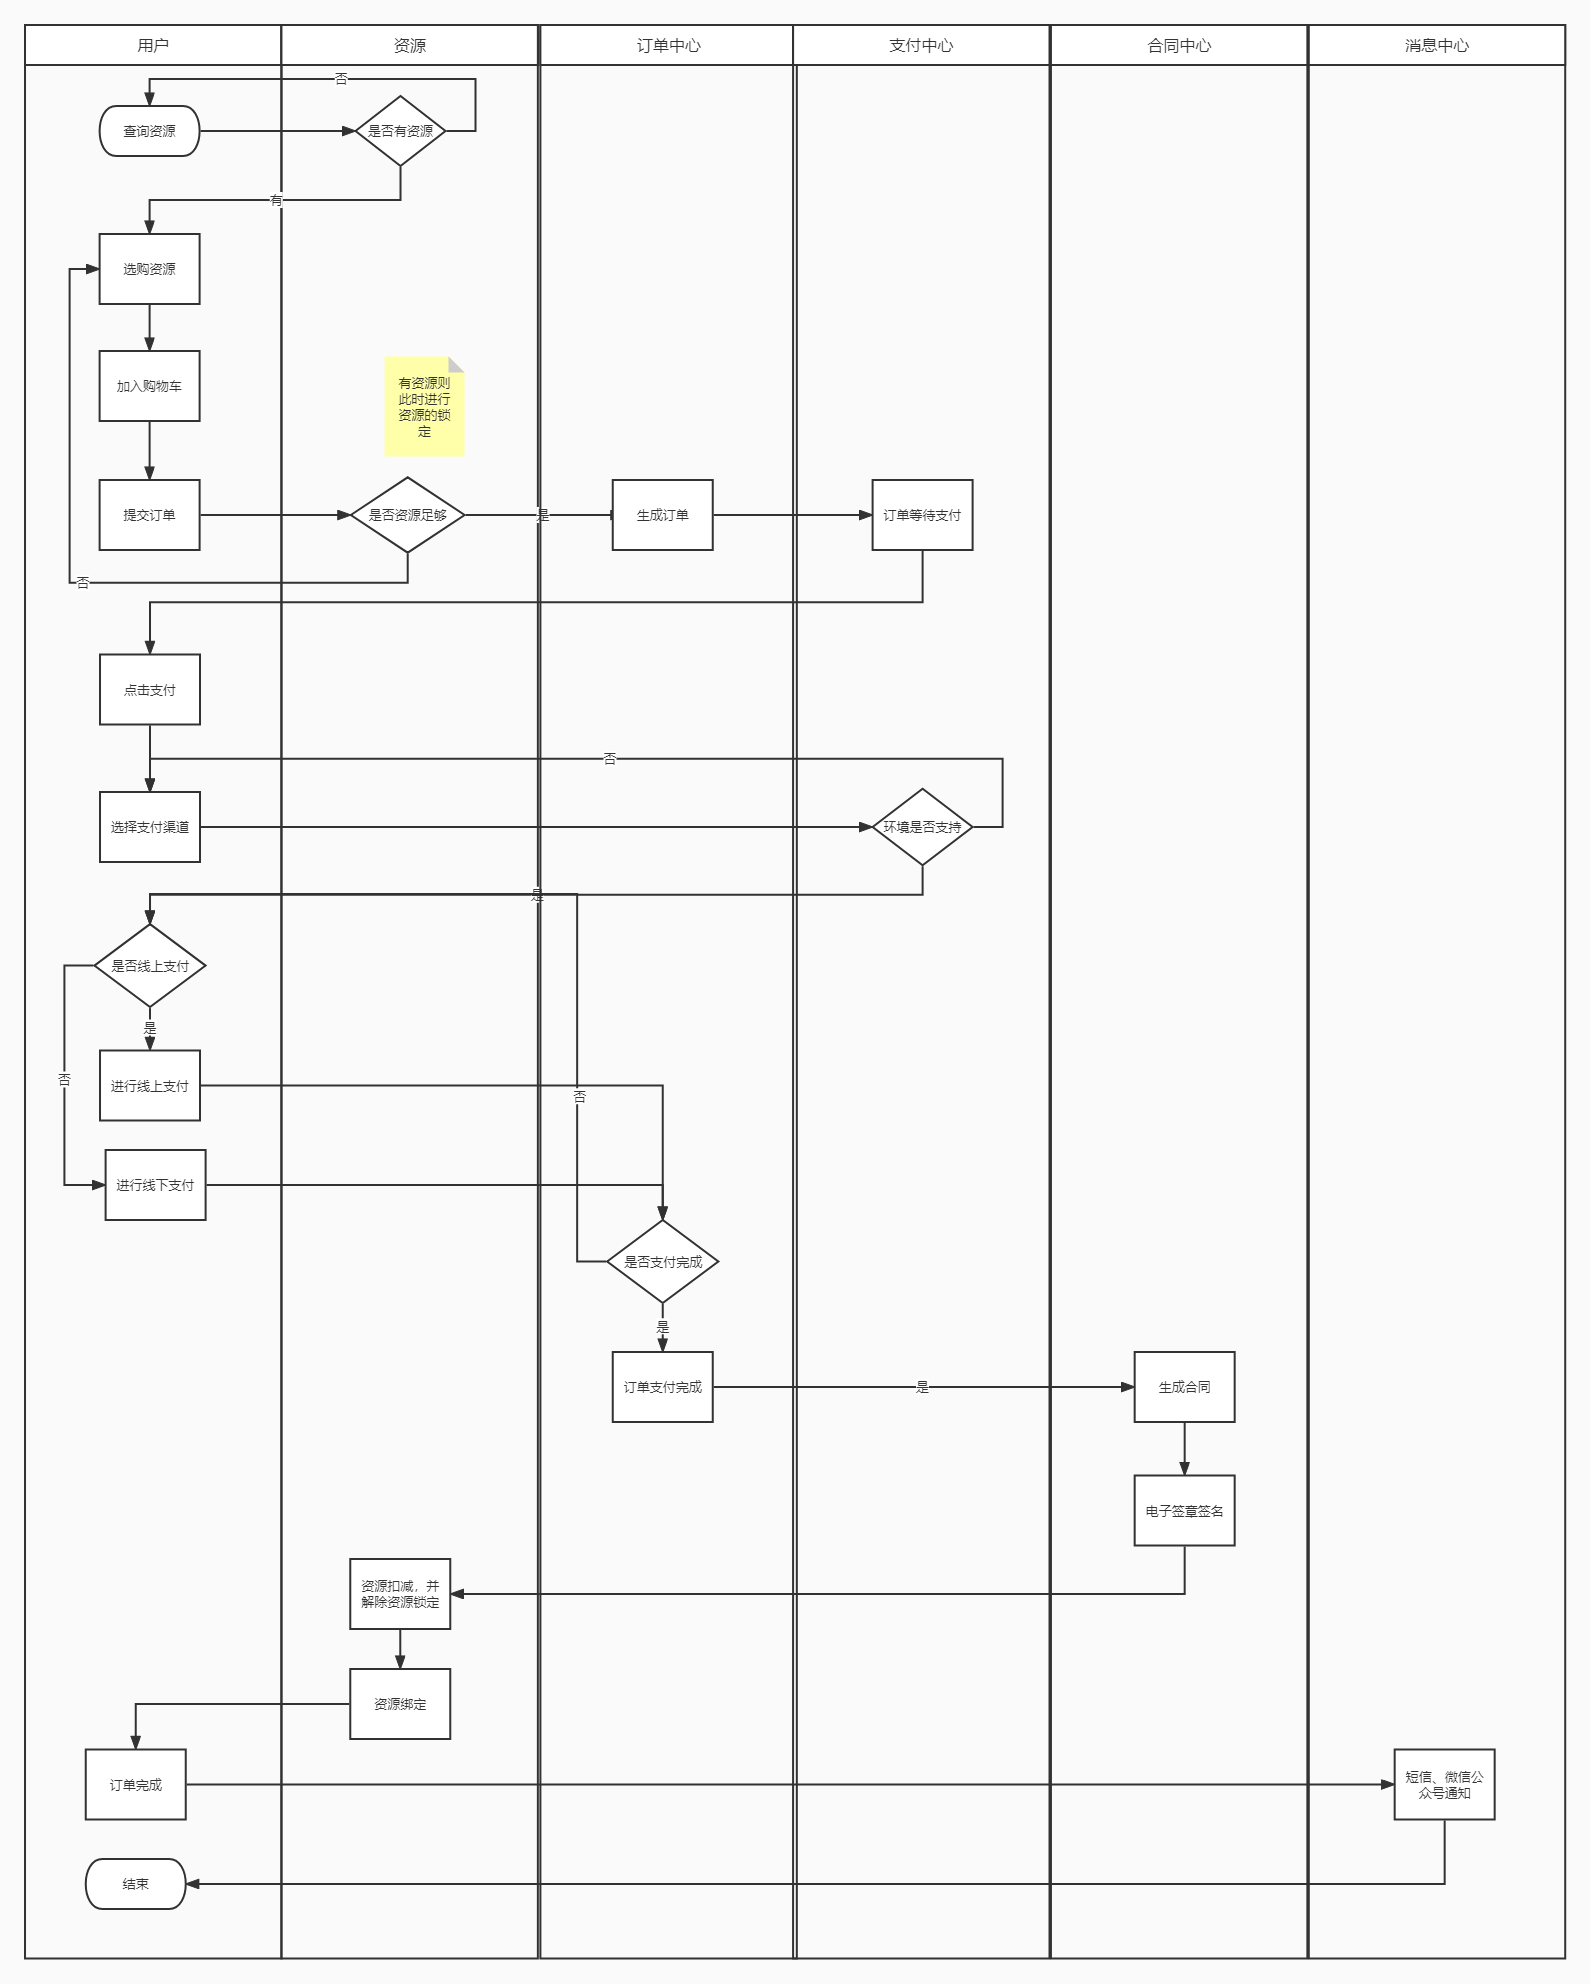 用户
资源
订单中心
支付中心
合同中心
消息中心
否
查询资源
是否有资源
有
选购资源
加入购物车
有资源则
此时进行
资源的锁
定
提交订单
是否资源足够
是
生成订单
订单等待支付
否
点击支付
否
选择支付渠道
环境是否支持
是
是否线上支付
是
否
进行线上支付
否
进行线下支付
是否支付完成
是
订单支付完成
是
生成合同
电子签章签名
资源扣减，并
解除资源锁定
资源绑定
订单完成
短信、微信公
众号通知
结束